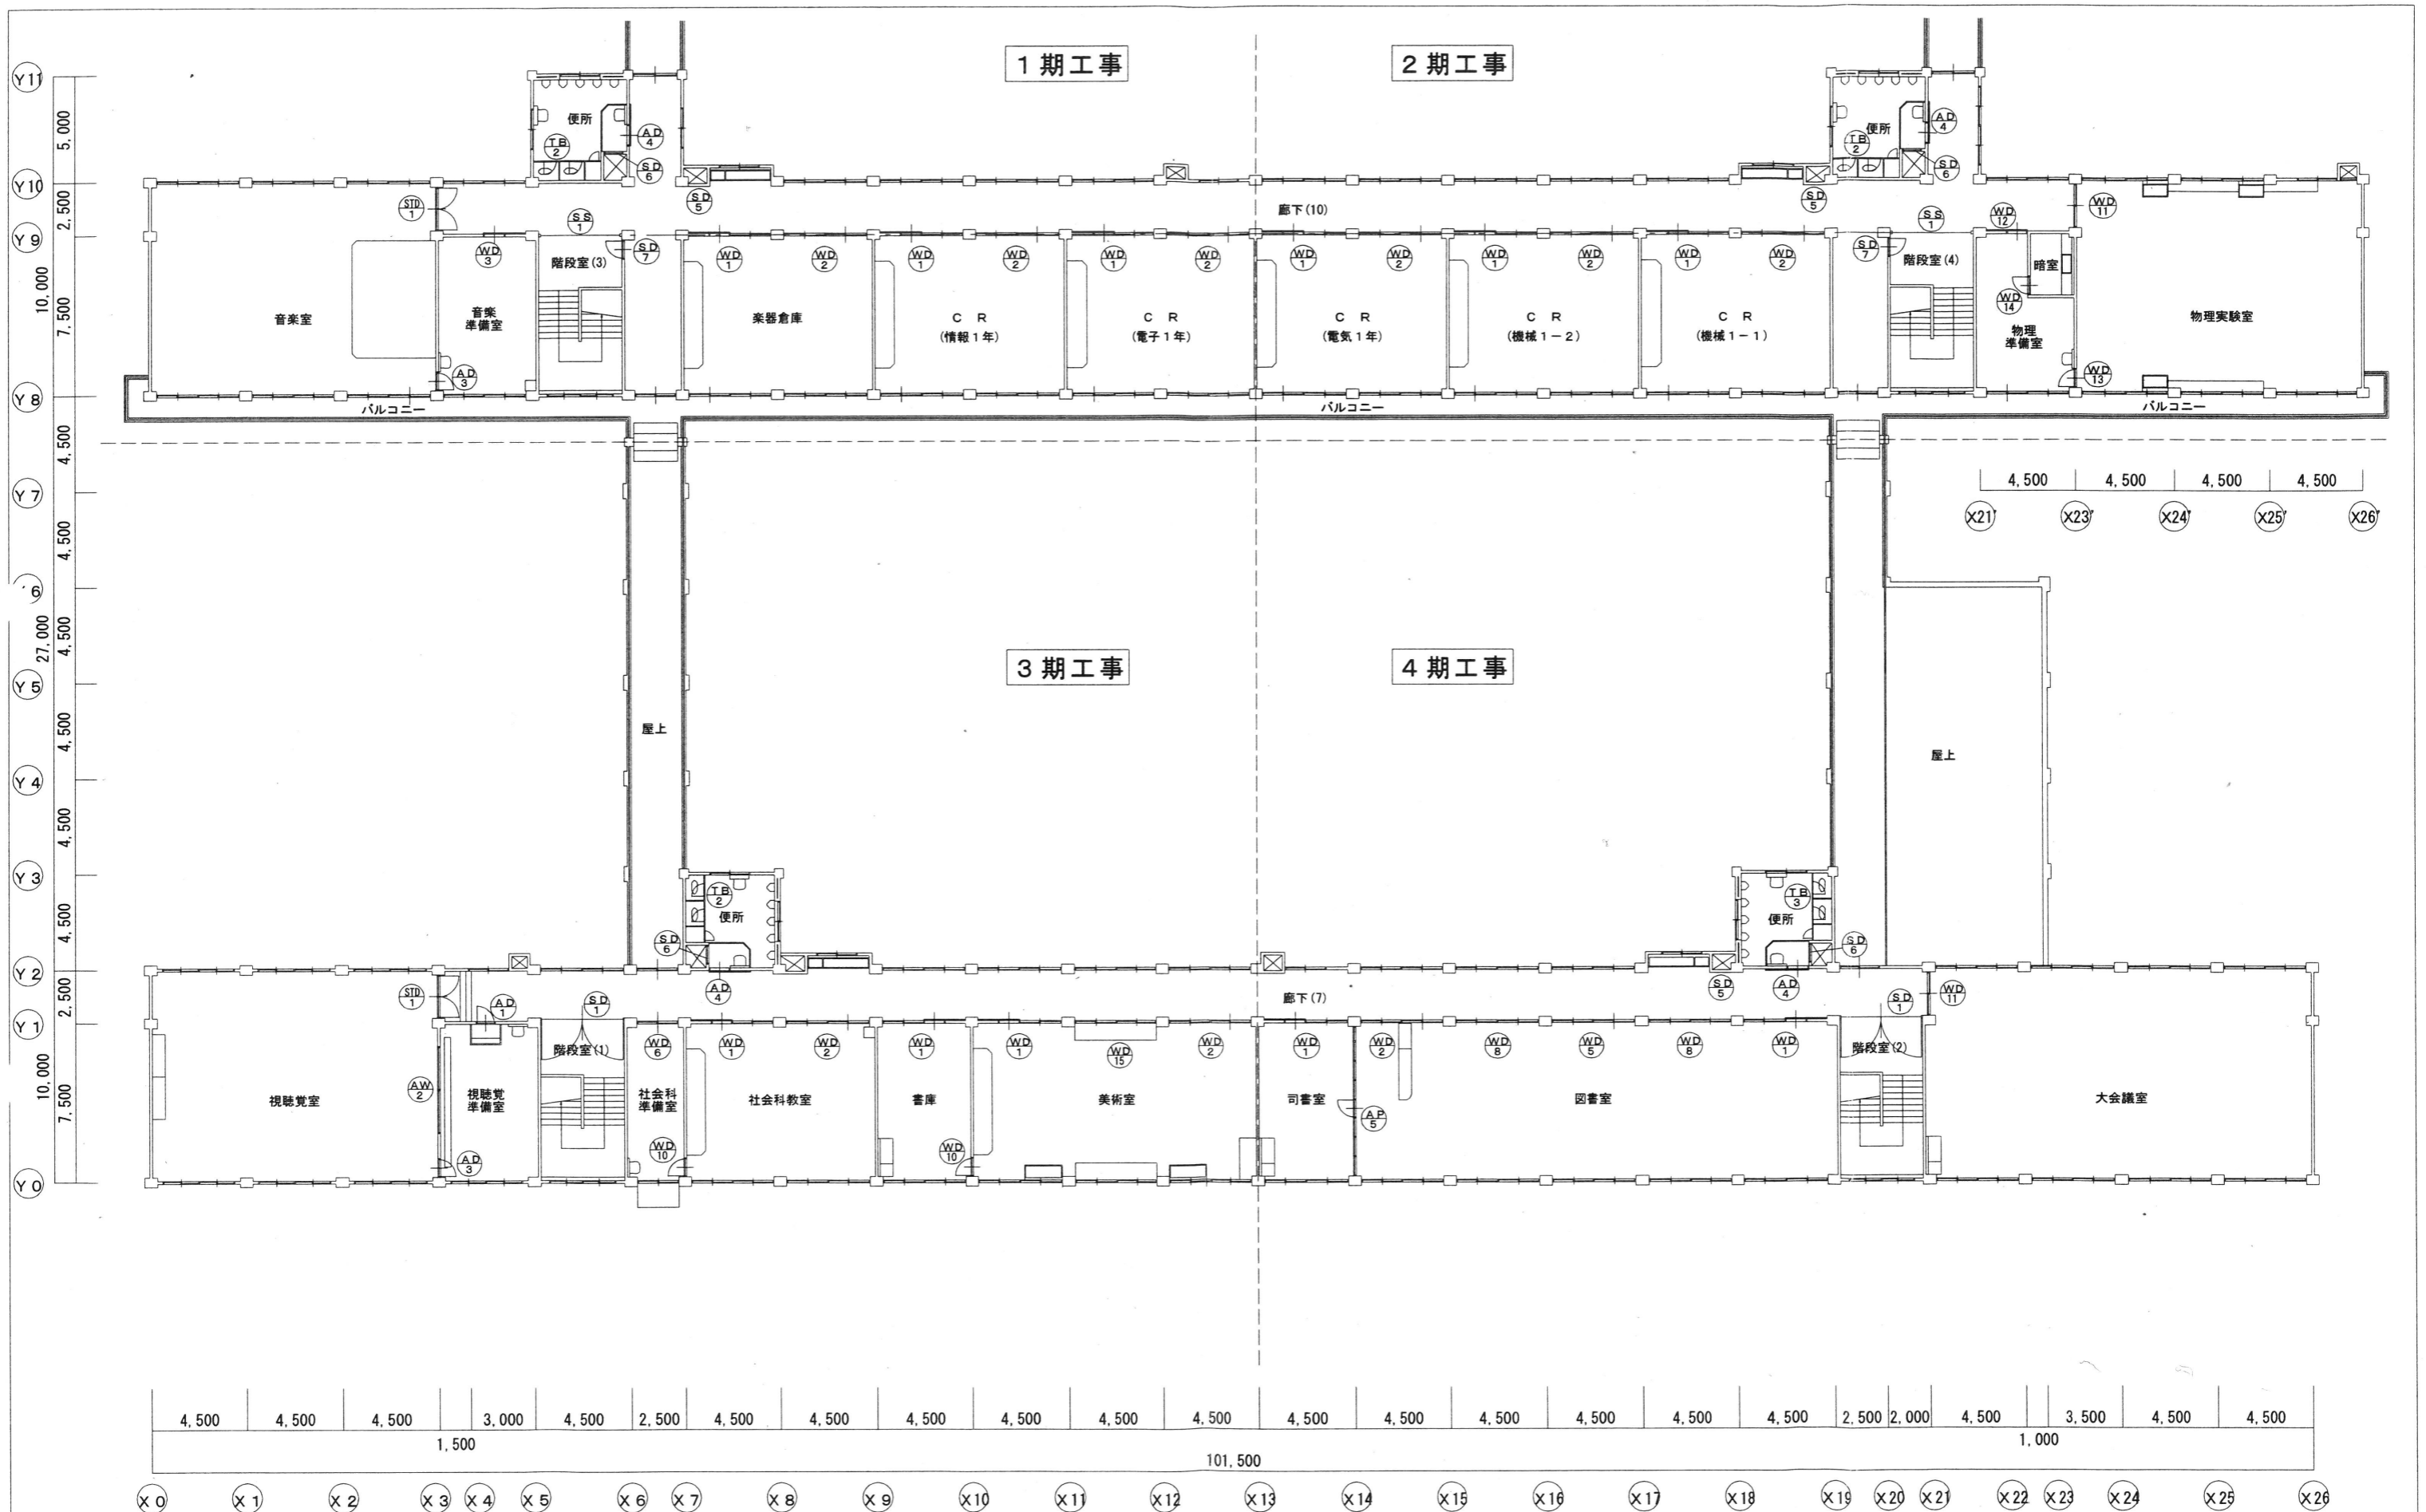 1期工事
2期工事
Y11
5,000
便所
TB
2
AD
4
SD
6
便所
TB
2
AD
4
SD
6
Y10
2,500
STD
1
SS
1
SD
5
廊下(10)
SD
5
SS
1
WD
12
WD
11
Y9
10,000
7,500
WD
3
階段室(3)
SD
7
WD
1
WD
2
WD
1
WD
2
WD
1
WD
2
WD
1
WD
2
WD
1
WD
2
WD
1
WD
2
SD
7
階段室(4)
暗室
WD
14
音楽室
音楽
準備室
楽器倉庫
CR
(情報1年)
CR
(電子1年)
CR
(電気1年)
CR
(機械1-2)
CR
(機械1-1)
物理
準備室
物理実験室
AD
3
WD
13
Y8
バルコニー
バルコニー
バルコニー
4,500
Y7
4,500 4,500 4,500 4,500
X21' X23' X24' X25' X26'
4,500
6
27,000
4,500
3期工事
4期工事
Y5
4,500
屋上
屋上
Y4
4,500
Y3
4,500
TB
2
便所
SD
6
TB
3
便所
SD
6
Y2
2,500
STD
1
AD
1
SD
1
AD
4
廊下(7)
SD
5
AD
4
SD
1
WD
11
Y1
10,000
7,500
階段室(1)
WD
6
WD
1
WD
2
WD
1
WD
1
WD
15
WD
2
WD
1
WD
2
WD
8
WD
5
WD
8
WD
1
階段室(2)
視聴覚室
AW
2
視聴覚
準備室
社会科
準備室
社会科教室
書庫
美術室
司書室
AP
5
図書室
大会議室
AD
3
WD
10
WD
10
Y0
4,500 4,500 4,500 3,000 4,500 2,500 4,500 4,500 4,500 4,500 4,500 4,500 4,500 4,500 4,500 4,500 4,500 4,500 2,500 2,000 4,500 3,500 4,500 4,500
1,500 1,000
101,500
X0 X1 X2 X3 X4 X5 X6 X7 X8 X9 X10 X11 X12 X13 X14 X15 X16 X17 X18 X19 X20 X21 X22 X23 X24 X25 X26